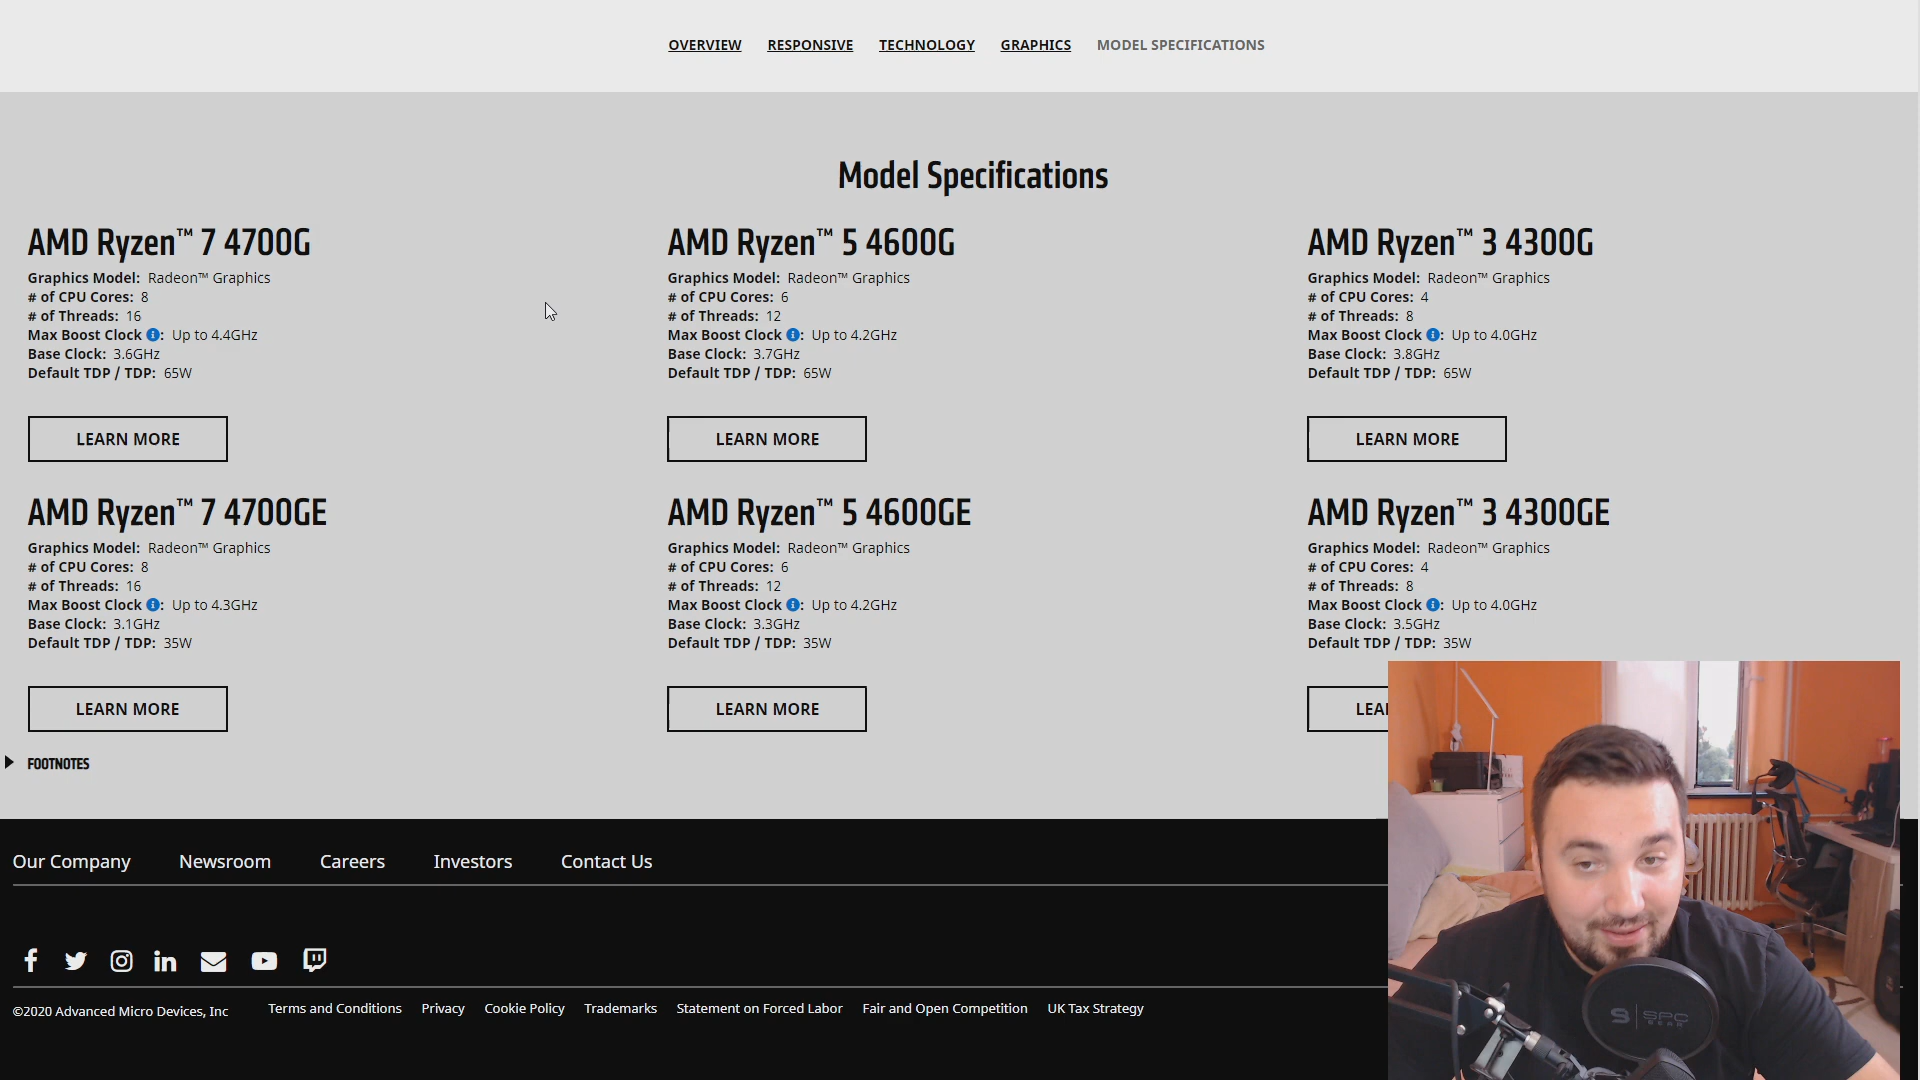 OVERVIEW RESPONSIVE TECHNOLOGY GRAPHICS MODEL SPECIFICATIONS
Model Specifications
AMD Ryzen™ 7 4700G
Graphics Model: Radeon™ Graphics
# of CPU Cores: 8
# of Threads: 16
Max Boost Clock i: Up to 4.4GHz
Base Clock: 3.6GHz
Default TDP / TDP: 65W
LEARN MORE
AMD Ryzen™ 5 4600G
Graphics Model: Radeon™ Graphics
# of CPU Cores: 6
# of Threads: 12
Max Boost Clock i: Up to 4.2GHz
Base Clock: 3.7GHz
Default TDP / TDP: 65W
LEARN MORE
AMD Ryzen™ 3 4300G
Graphics Model: Radeon™ Graphics
# of CPU Cores: 4
# of Threads: 8
Max Boost Clock i: Up to 4.0GHz
Base Clock: 3.8GHz
Default TDP / TDP: 65W
LEARN MORE
AMD Ryzen™ 7 4700GE
Graphics Model: Radeon™ Graphics
# of CPU Cores: 8
# of Threads: 16
Max Boost Clock i: Up to 4.3GHz
Base Clock: 3.1GHz
Default TDP / TDP: 35W
LEARN MORE
AMD Ryzen™ 5 4600GE
Graphics Model: Radeon™ Graphics
# of CPU Cores: 6
# of Threads: 12
Max Boost Clock i: Up to 4.2GHz
Base Clock: 3.3GHz
Default TDP / TDP: 35W
LEARN MORE
AMD Ryzen™ 3 4300GE
Graphics Model: Radeon™ Graphics
# of CPU Cores: 4
# of Threads: 8
Max Boost Clock i: Up to 4.0GHz
Base Clock: 3.5GHz
Default TDP / TDP: 35W
LEA
FOOTNOTES
Our Company Newsroom Careers Investors Contact Us
©2020 Advanced Micro Devices, Inc Terms and Conditions Privacy Cookie Policy Trademarks Statement on Forced Labor Fair and Open Competition UK Tax Strategy
S SPC
GEAR